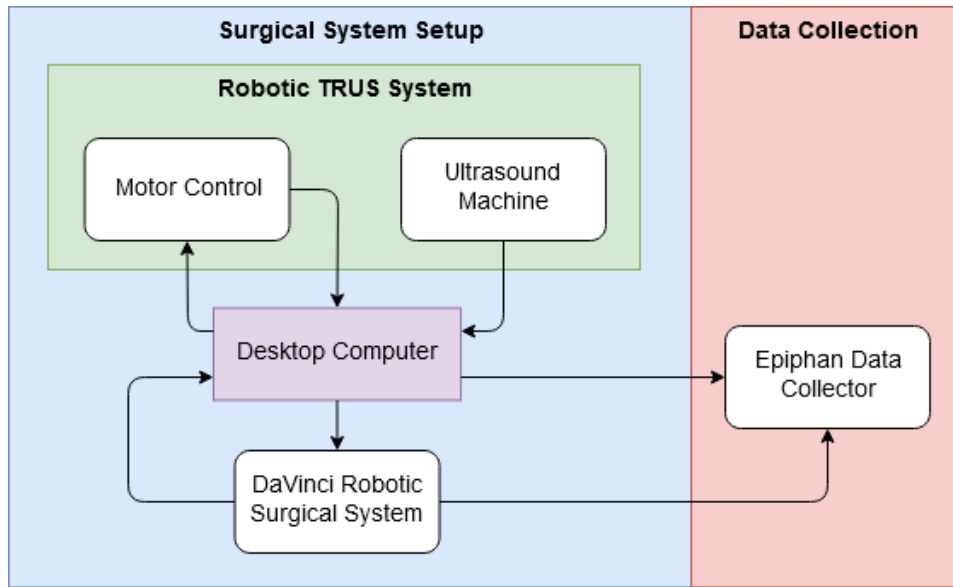 Surgical System Setup
Data Collection
Robotic TRUS System
Motor Control
Ultrasound
Machine
Desktop Computer
Epiphan Data
Collector
DaVinci Robotic
Surgical System